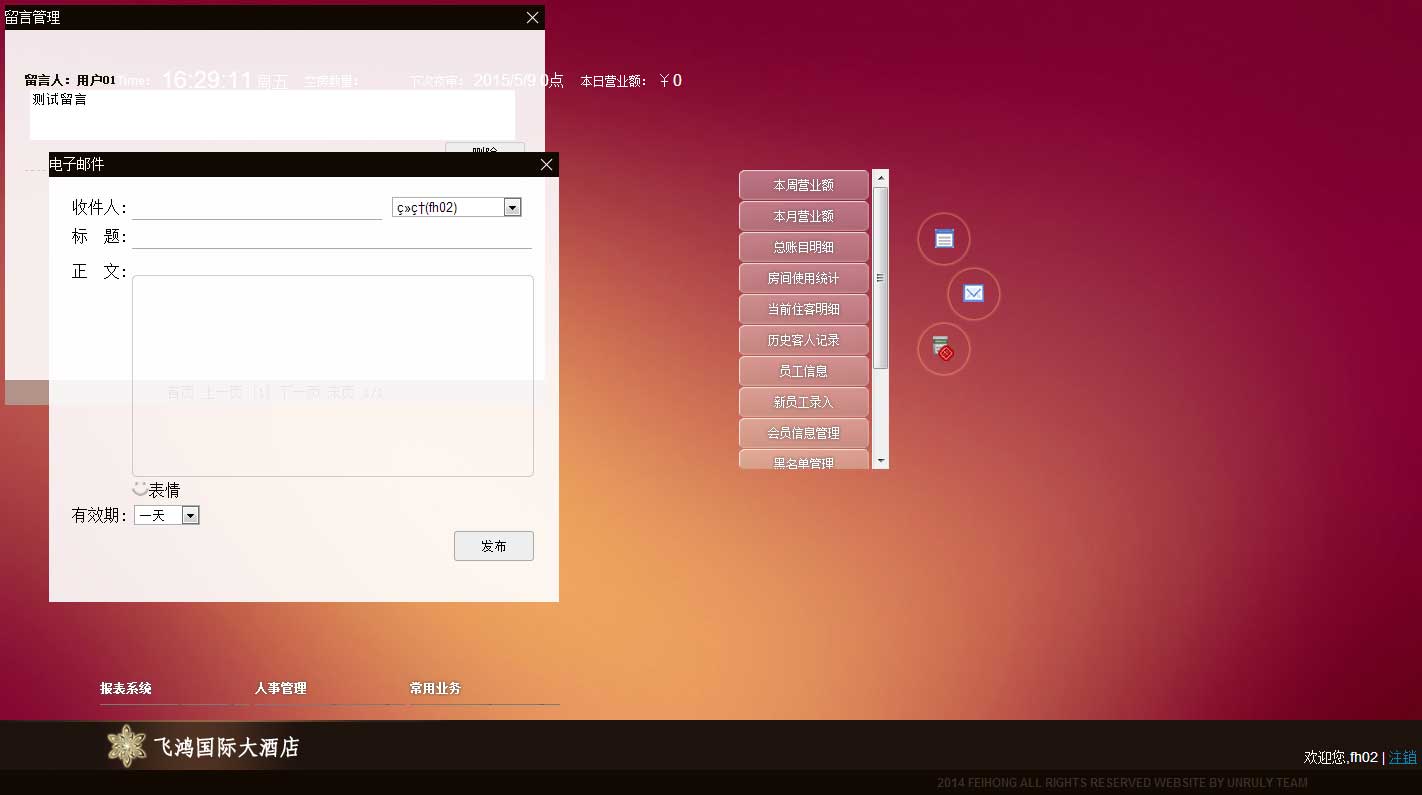 留言管理
留言人：用户01 Time： 16:29:11 周五 空房数量： 下次夜审： 2015/5/9 0点 本日营业额： ￥0
测试留言
删除
电子邮件
收件人： ç»ç†(fh02)
标 题：
正 文：
首页 上一页 [1] 下一页 末页 1/1
表情
有效期： 一天
发布
本周营业额
本月营业额
总账目明细
房间使用统计
当前住客明细
历史客人记录
员工信息
新员工录入
会员信息管理
黑名单管理
报表系统 人事管理 常用业务
飞鸿国际大酒店
欢迎您,fh02 | 注销
2014 FEIHONG ALL RIGHTS RESERVED WEBSITE BY UNRULY TEAM